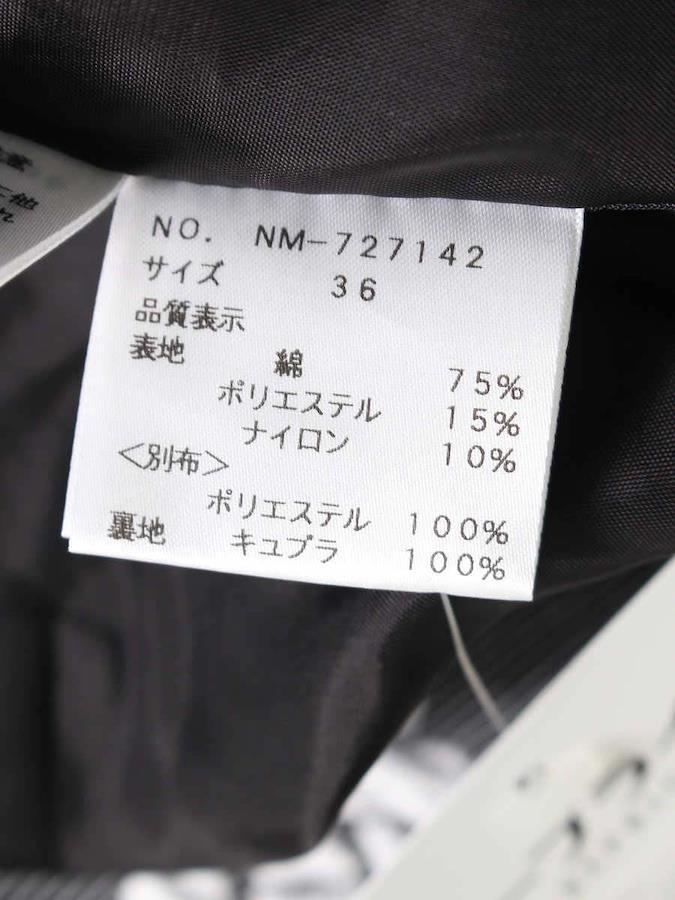 NO. NM-727142
サイズ 36
品質表示
表地 綿 75%
ポリエステル 15%
ナイロン 10%
<別布>
ポリエステル 100%
裏地 キュプラ 100%